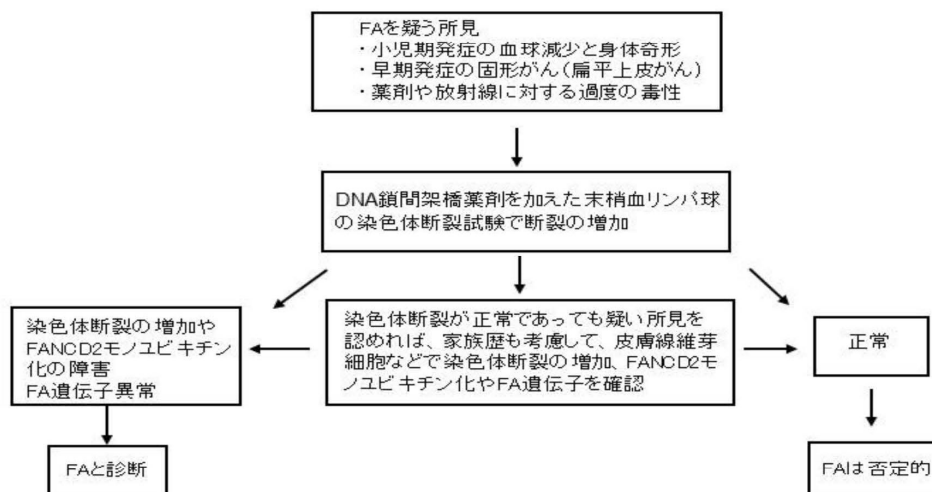 FAを疑う所見
・小児期発症の血球減少と身体奇形
・早期発症の固形がん(扁平上皮がん)
・薬剤や放射線に対する過度の毒性
DNA鎖間架橋薬剤を加えた末梢血リンパ球
の染色体断裂試験で断裂の増加
染色体断裂の増加や
FANCD2モノユビキチン
化の障害
FA遺伝子異常
染色体断裂が正常であっても疑い所見を
認めれば、家族歴も考慮して、皮膚線維芽
細胞などで染色体断裂の増加、FANCD2モ
ノユビキチン化やFA遺伝子を確認
正常
FAと診断
FAは否定的